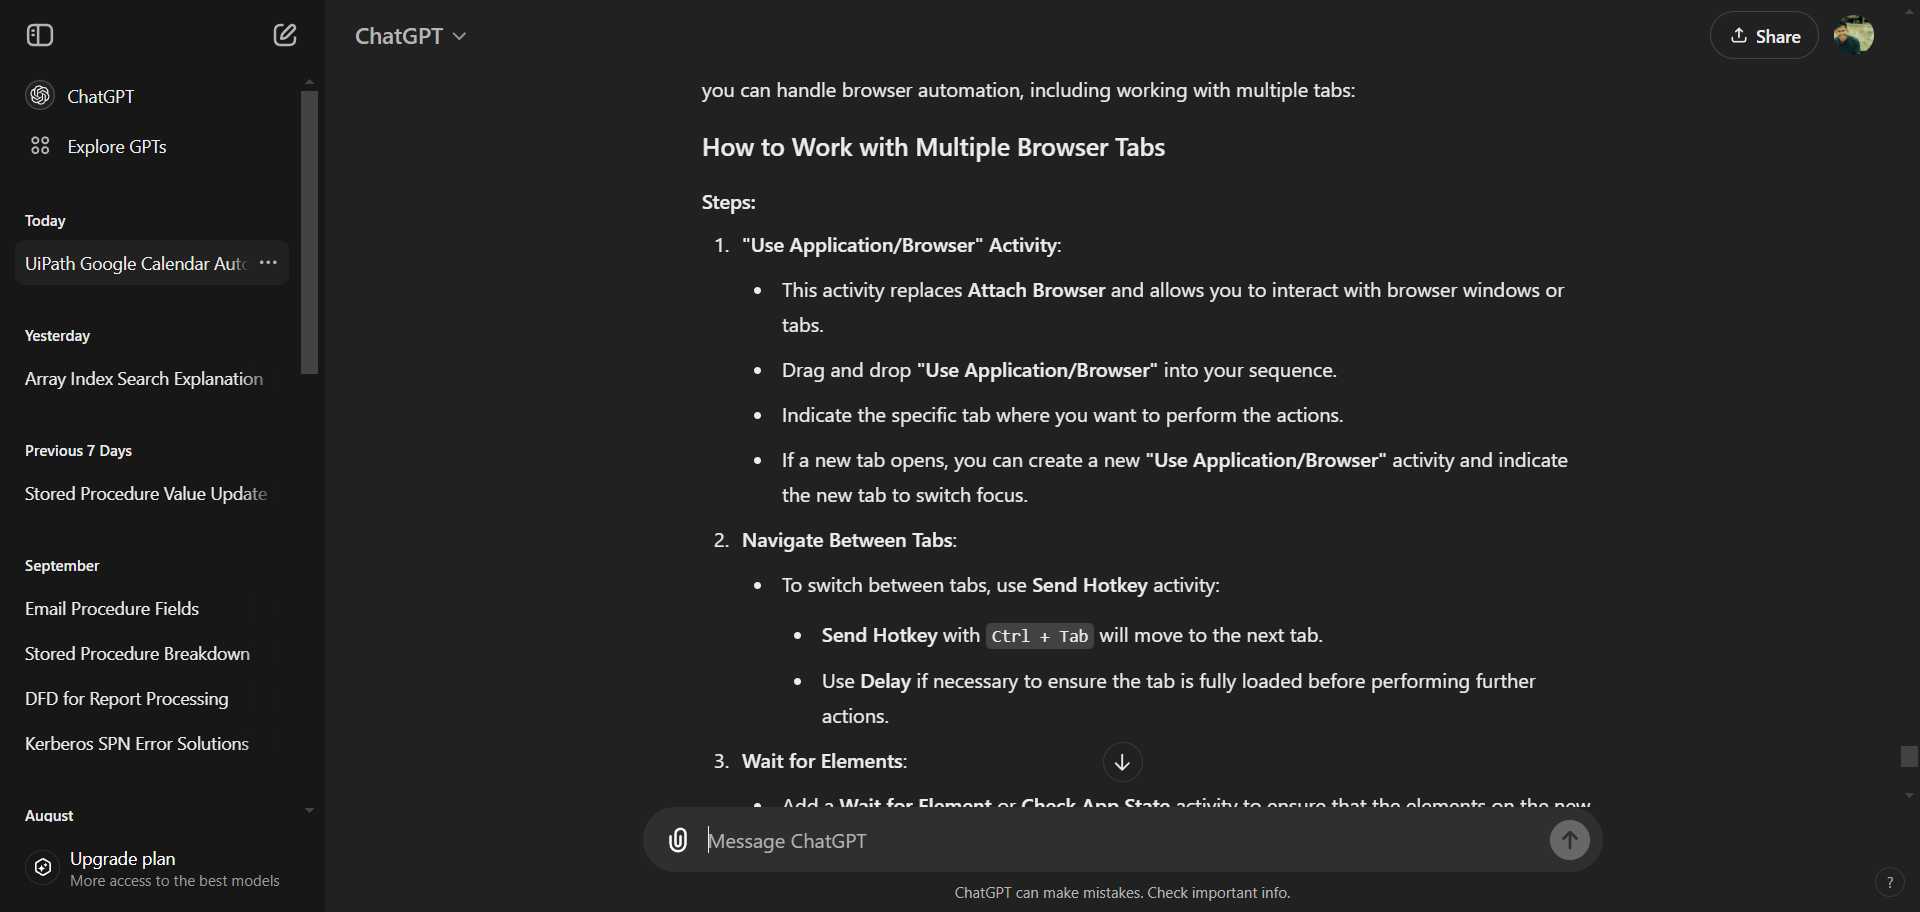 ChatGPT
Explore GPTs
Today
UiPath Google Calendar Auto
Yesterday
Array Index Search Explanation
Previous 7 Days
Stored Procedure Value Update
September
Email Procedure Fields
Stored Procedure Breakdown
DFD for Report Processing
Kerberos SPN Error Solutions
August
Upgrade plan
More access to the best models
ChatGPT
Share
you can handle browser automation, including working with multiple tabs:
How to Work with Multiple Browser Tabs
Steps:
1. "Use Application/Browser" Activity:
• This activity replaces Attach Browser and allows you to interact with browser windows or
tabs.
• Drag and drop "Use Application/Browser" into your sequence.
• Indicate the specific tab where you want to perform the actions.
• If a new tab opens, you can create a new "Use Application/Browser" activity and indicate
the new tab to switch focus.
2. Navigate Between Tabs:
• To switch between tabs, use Send Hotkey activity:
• Send Hotkey with Ctrl + Tab will move to the next tab.
• Use Delay if necessary to ensure the tab is fully loaded before performing further
actions.
3. Wait for Elements:
• Add a Wait for Element or Check App State activity to ensure that the elements on the new
Message ChatGPT
ChatGPT can make mistakes. Check important info.
?